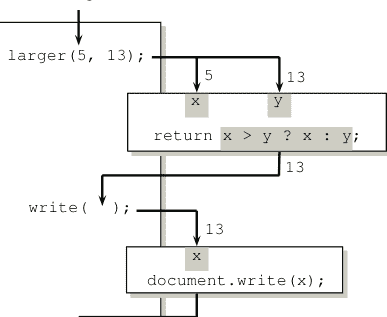 larger(5, 13);
5
13
x y
return x > y ? x : y;
13
write( );
13
x
document.write(x);